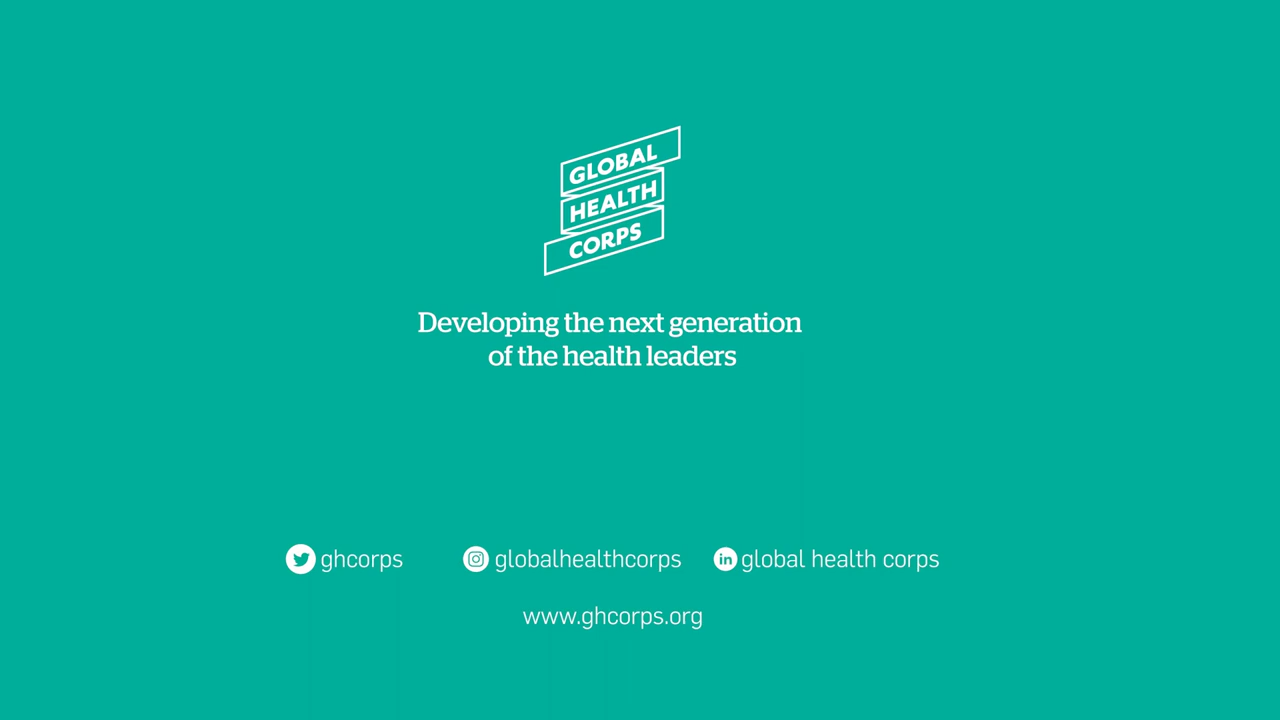 GLOBAL
HEALTH
CORPS
Developing the next generation
of the health leaders
ghcorps globalhealthcorps global health corps
www.ghcorps.org